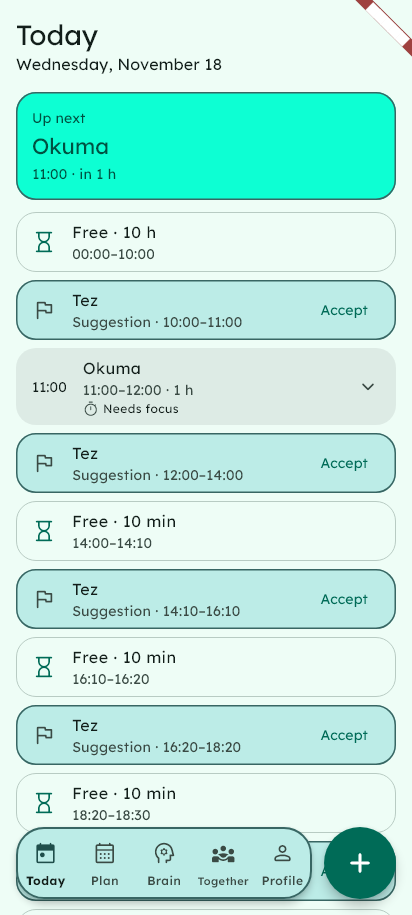 Today
Wednesday, November 18
Up next
Okuma
11:00 · in 1 h
Free · 10 h
00:00–10:00
Tez
Suggestion · 10:00–11:00
Accept
11:00
Okuma
11:00–12:00 · 1 h
Needs focus
Tez
Suggestion · 12:00–14:00
Accept
Free · 10 min
14:00–14:10
Tez
Suggestion · 14:10–16:10
Accept
Free · 10 min
16:10–16:20
Tez
Suggestion · 16:20–18:20
Accept
Free · 10 min
18:20–18:30
Today
Plan
Brain
Together
Profile